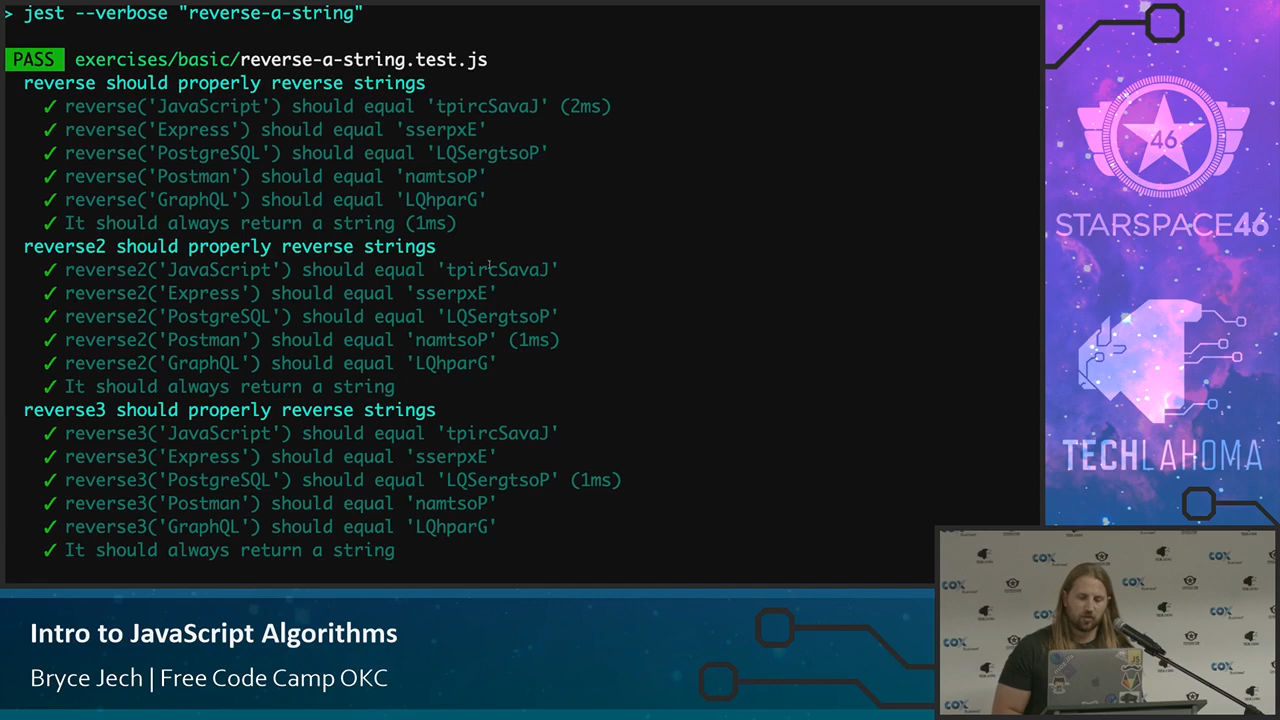 > jest --verbose "reverse-a-string"
PASS exercises/basic/reverse-a-string.test.js
reverse should properly reverse strings
✓ reverse('JavaScript') should equal 'tpircSavaJ' (2ms)
✓ reverse('Express') should equal 'sserpxE'
✓ reverse('PostgreSQL') should equal 'LQSergtsoP'
✓ reverse('Postman') should equal 'namtsoP'
✓ reverse('GraphQL') should equal 'LQhparG'
✓ It should always return a string (1ms)
reverse2 should properly reverse strings
✓ reverse2('JavaScript') should equal 'tpircSavaJ'
✓ reverse2('Express') should equal 'sserpxE'
✓ reverse2('PostgreSQL') should equal 'LQSergtsoP'
✓ reverse2('Postman') should equal 'namtsoP' (1ms)
✓ reverse2('GraphQL') should equal 'LQhparG'
✓ It should always return a string
reverse3 should properly reverse strings
✓ reverse3('JavaScript') should equal 'tpircSavaJ'
✓ reverse3('Express') should equal 'sserpxE'
✓ reverse3('PostgreSQL') should equal 'LQSergtsoP' (1ms)
✓ reverse3('Postman') should equal 'namtsoP'
✓ reverse3('GraphQL') should equal 'LQhparG'
✓ It should always return a string
46
STARSPACE46
TECHLAHOMA
COX
COX
COX
COX
COX
COX
JS
Intro to JavaScript Algorithms
Bryce Jech | Free Code Camp OKC